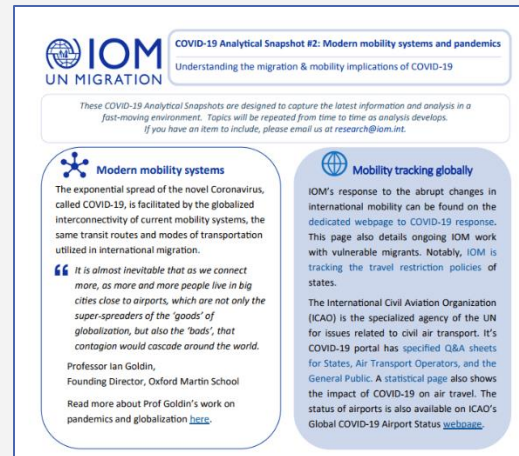 IOM
UN MIGRATION
COVID-19 Analytical Snapshot #2: Modern mobility systems and pandemics
Understanding the migration & mobility implications of COVID-19
These COVID-19 Analytical Snapshots are designed to capture the latest information and analysis in a
fast-moving environment. Topics will be repeated from time to time as analysis develops.
If you have an item to include, please email us at research@iom.int.
Modern mobility systems
The exponential spread of the novel Coronavirus,
called COVID-19, is facilitated by the globalized
interconnectivity of current mobility systems, the
same transit routes and modes of transportation
utilized in international migration.
“ It is almost inevitable that as we connect
more, as more and more people live in big
cities close to airports, which are not only the
super-spreaders of the ‘goods’ of
globalization, but also the ‘bads’, that
contagion would cascade around the world.
Professor Ian Goldin,
Founding Director, Oxford Martin School
Read more about Prof Goldin’s work on
pandemics and globalization here.
Mobility tracking globally
IOM’s response to the abrupt changes in
international mobility can be found on the
dedicated webpage to COVID-19 response.
This page also details ongoing IOM work
with vulnerable migrants. Notably, IOM is
tracking the travel restriction policies of
states.
The International Civil Aviation Organization
(ICAO) is the specialized agency of the UN
for issues related to civil air transport. It’s
COVID-19 portal has specified Q&A sheets
for States, Air Transport Operators, and the
General Public. A statistical page also shows
the impact of COVID-19 on air travel. The
status of airports is also available on ICAO’s
Global COVID-19 Airport Status webpage.